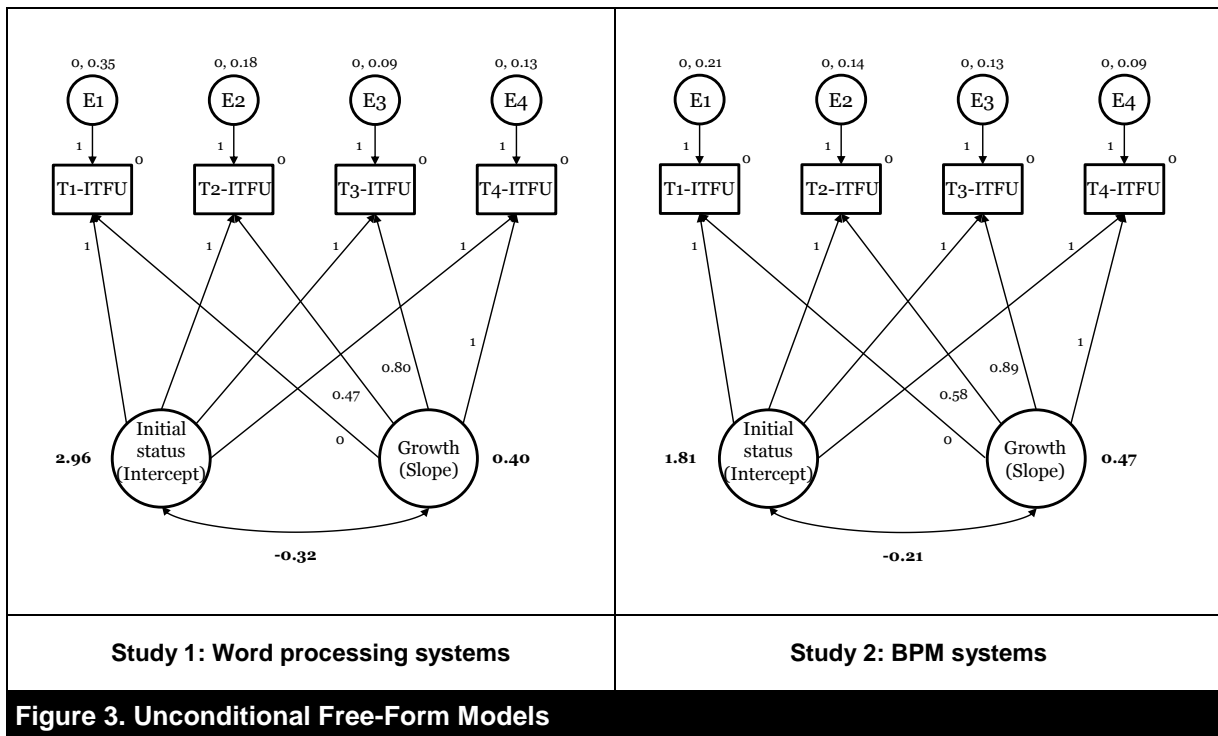 0, 0.35
0, 0.18
0, 0.09
0, 0.13
E1
E2
E3
E4
1
0
1
0
1
0
1
0
T1-ITFU
T2-ITFU
T3-ITFU
T4-ITFU
1
1
1
1
0.47
0.80
1
0
Initial
status
(Intercept)
Growth
(Slope)
2.96
0.40
-0.32
Study 1: Word processing systems
0, 0.21
0, 0.14
0, 0.13
0, 0.09
E1
E2
E3
E4
1
0
1
0
1
0
1
0
T1-ITFU
T2-ITFU
T3-ITFU
T4-ITFU
1
1
1
1
0.58
0.89
1
0
Initial
status
(Intercept)
Growth
(Slope)
1.81
0.47
-0.21
Study 2: BPM systems
Figure 3. Unconditional Free-Form Models